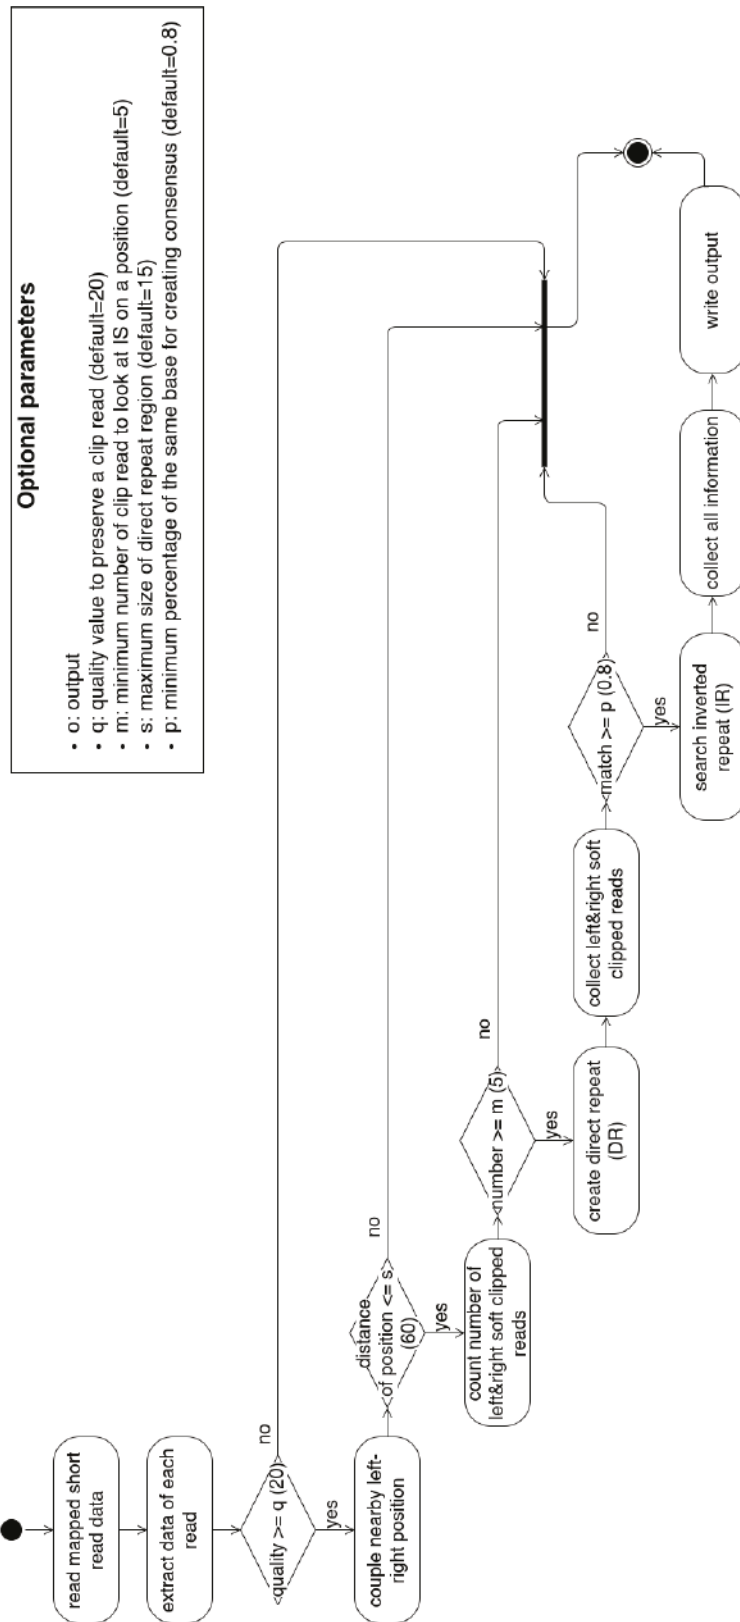 Optional parameters
• o: output
• q: quality value to preserve a clip read (default=20)
• m: minimum number of clip read to look at IS on a position (default=5)
• s: maximum size of direct repeat region (default=15)
• p: minimum percentage of the same base for creating consensus (default=0.8)
read mapped short
read data
extract data of each
read
quality >= q (20)
no
yes
couple nearby left-
right position
distance
of position <= s
(60)
no
yes
count number of
left&right soft clipped
reads
number >= m (5)
no
yes
create direct repeat
(DR)
collect left&right soft
clipped reads
match >= p (0.8)
no
yes
search inverted
repeat (IR)
collect all information
write output